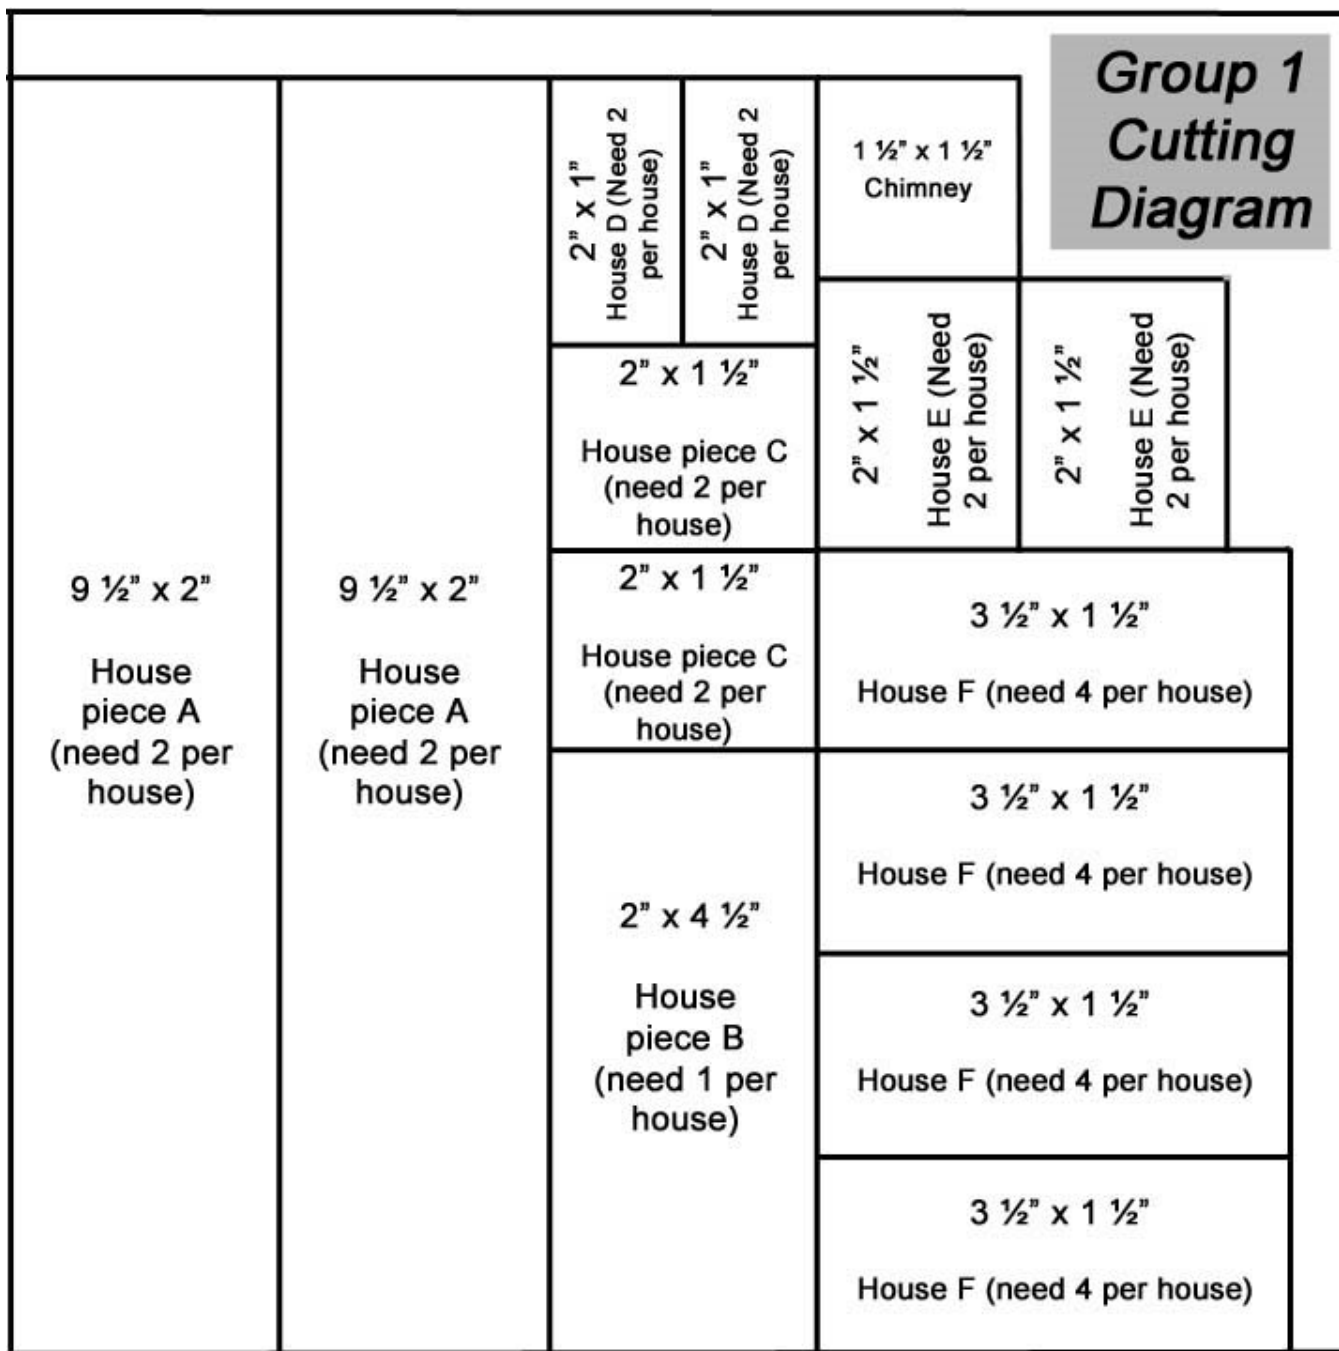 Group 1
Cutting
Diagram
9 ½” x 2”
House
piece A
(need 2 per
house)
9 ½” x 2”
House
piece A
(need 2 per
house)
2” x 1”
House D (Need 2
per house)
2” x 1”
House D (Need 2
per house)
1 ½” x 1 ½”
Chimney
2” x 1 ½”
House piece C
(need 2 per
house)
2” x 1 ½”
House E (Need
2 per house)
2” x 1 ½”
House E (Need
2 per house)
2” x 1 ½”
House piece C
(need 2 per
house)
3 ½” x 1 ½”
House F (need 4 per house)
2” x 4 ½”
House
piece B
(need 1 per
house)
3 ½” x 1 ½”
House F (need 4 per house)
3 ½” x 1 ½”
House F (need 4 per house)
3 ½” x 1 ½”
House F (need 4 per house)